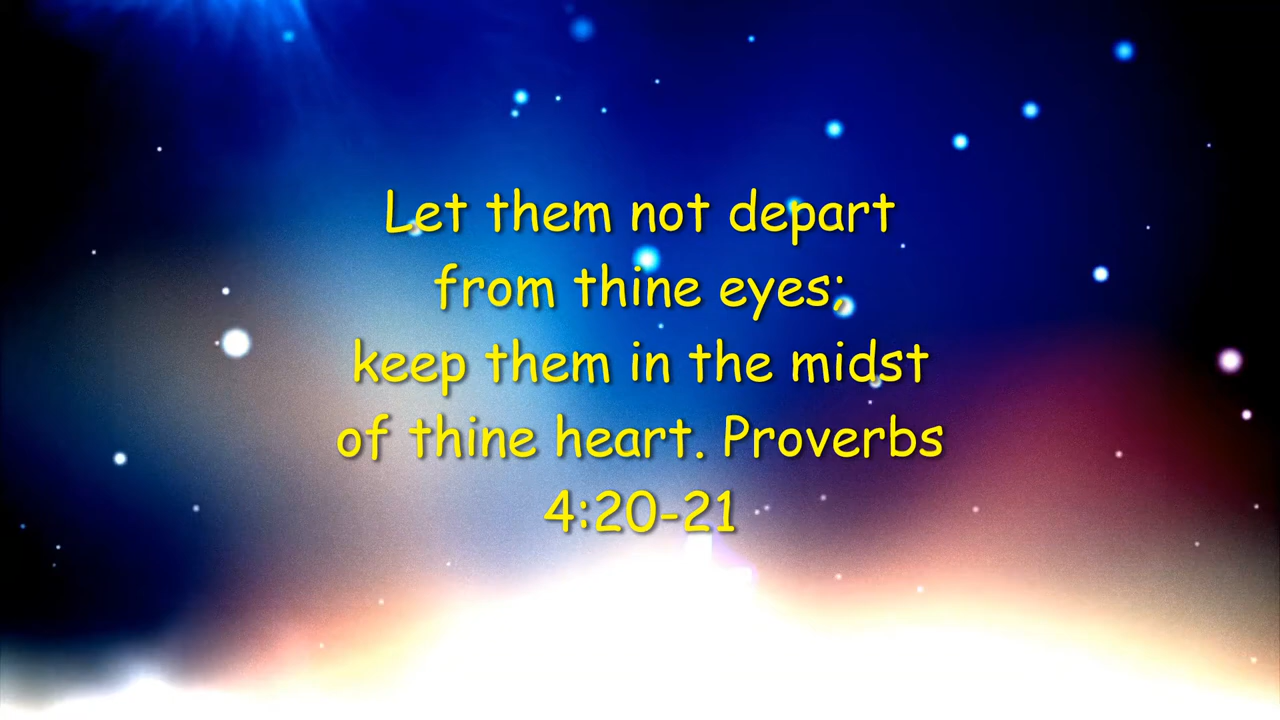 Let them not depart
from thine eyes;
keep them in the midst
of thine heart. Proverbs
4:20-21